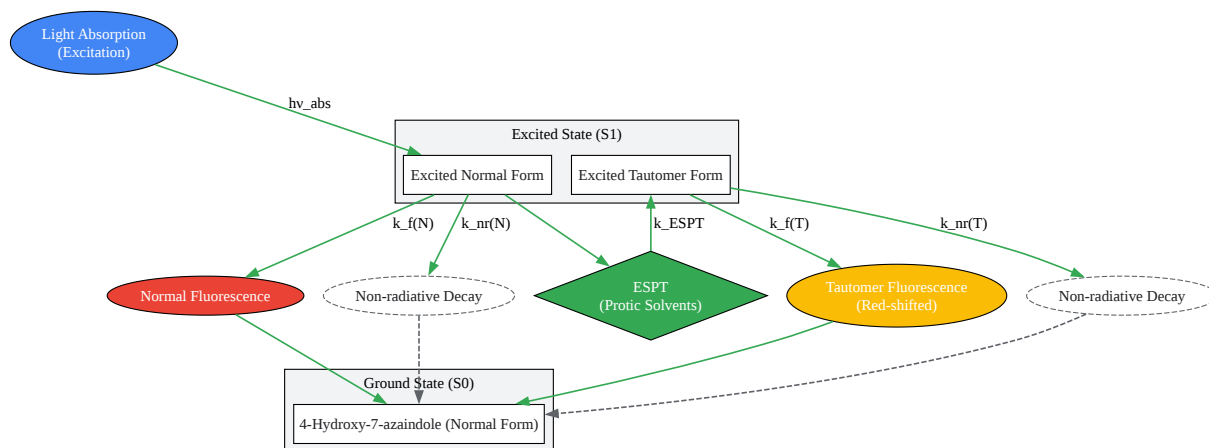 Light Absorption
(Excitation)
hν_abs
Excited State (S1)
Excited Normal Form
Excited Tautomer Form
k_f(N)
k_nr(N)
k_ESPT
k_f(T)
k_nr(T)
Normal Fluorescence
Non-radiative Decay
ESPT
(Protic Solvents)
Tautomer Fluorescence
(Red-shifted)
Non-radiative Decay
Ground State (S0)
4-Hydroxy-7-azaindole (Normal Form)